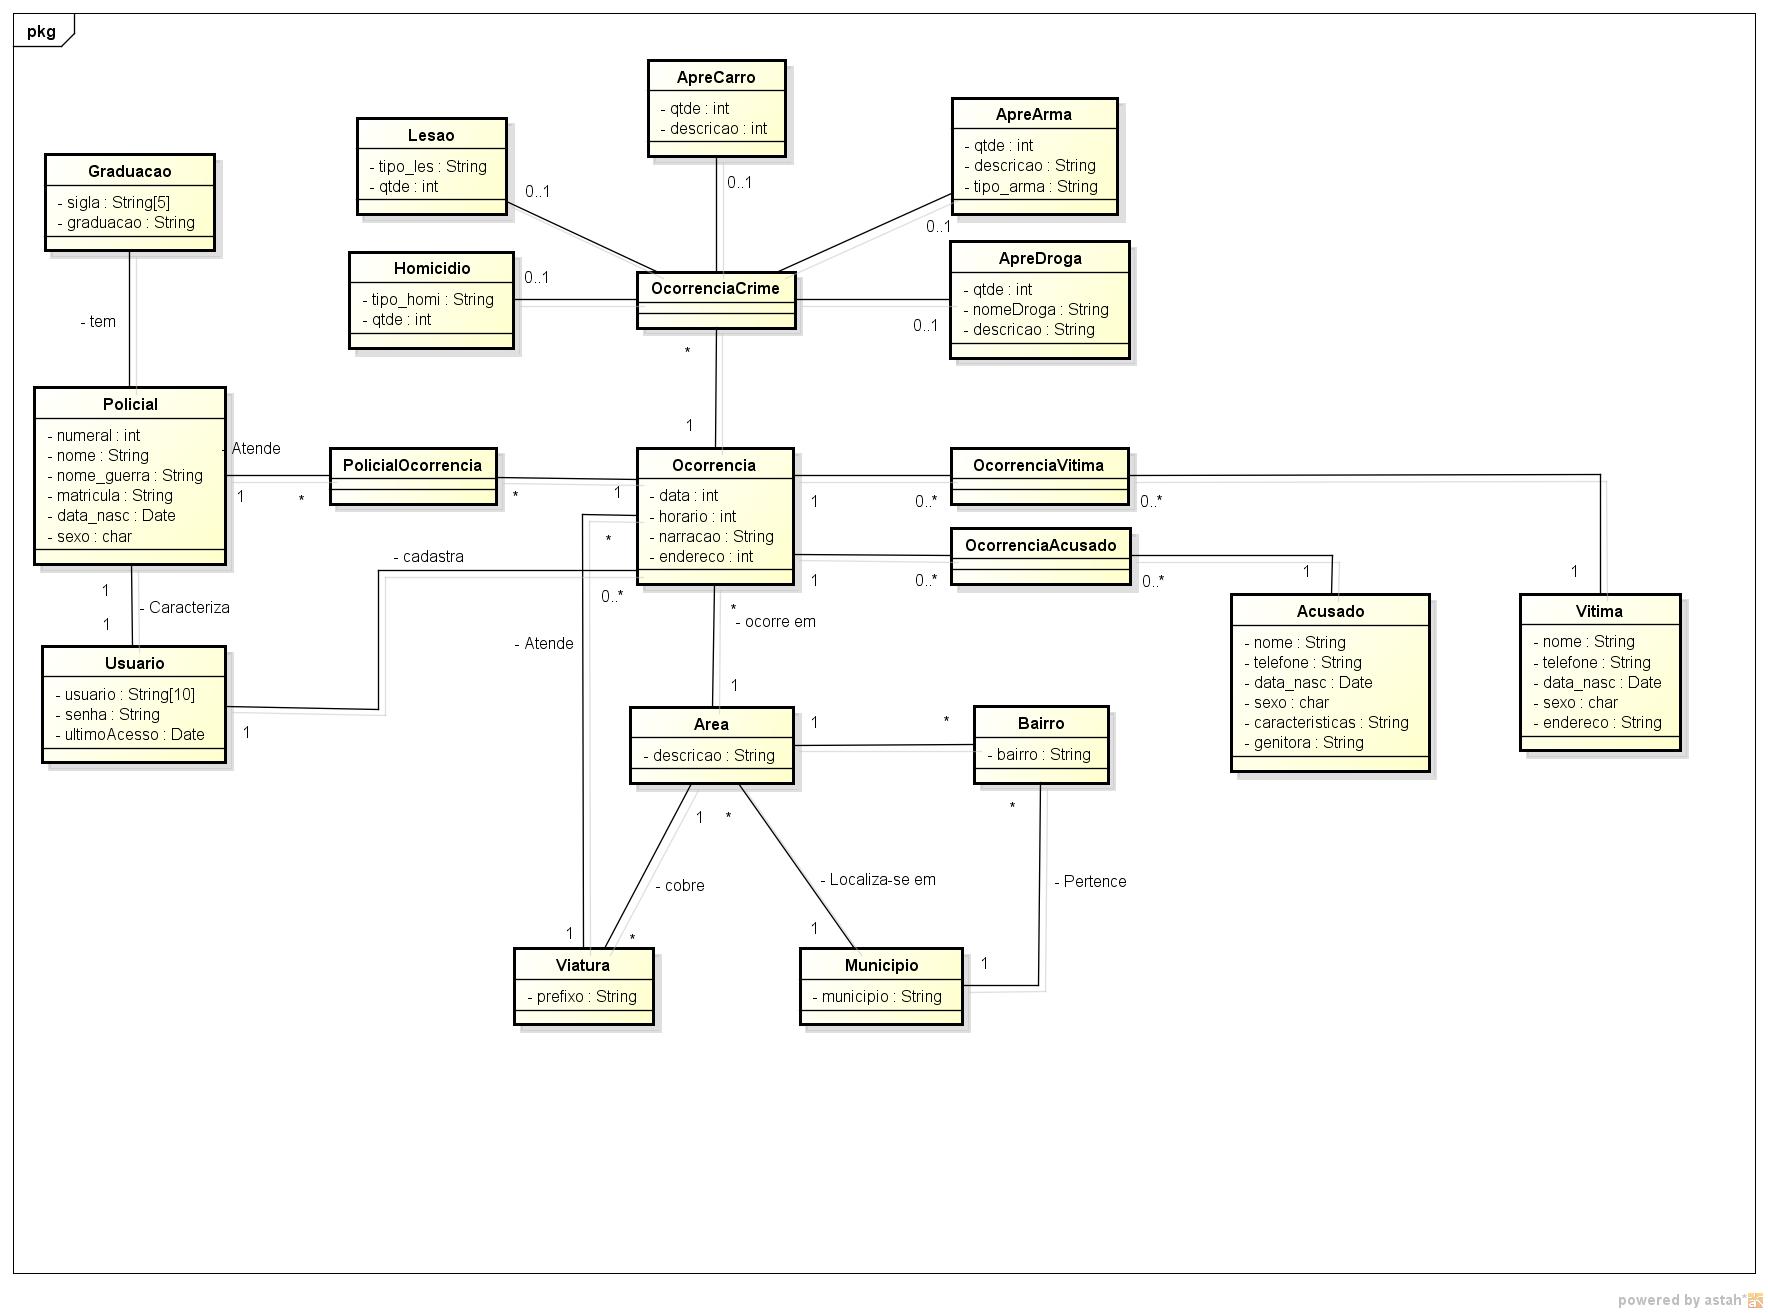 pkg
ApreCarro
- qtde : int
- descricao : int
0..1
ApreArma
- qtde : int
- descricao : String
- tipo_arma : String
0..1
Lesao
- tipo_les : String
- qtde : int
0..1
Graduacao
- sigla : String[5]
- graduacao : String
- tem
Homicidio
- tipo_homi : String
- qtde : int
0..1
OcorrenciaCrime
*
1
ApreDroga
- qtde : int
- nomeDroga : String
- descricao : String
0..1
Policial
- numeral : int
- nome : String
- nome_guerra : String
- matricula : String
- data_nasc : Date
- sexo : char
- Atende
1
*
PolicialOcorrencia
*
1
Ocorrencia
- data : int
- horario : int
- narracao : String
- endereco : int
*
0..*
1
0..*
OcorrenciaVitima
0..*
1
1
0..*
OcorrenciaAcusado
0..*
1
- cadastra
1
- Caracteriza
1
Usuario
- usuario : String[10]
- senha : String
- ultimoAcesso : Date
1
- Atende
*
- ocorre em
1
Acusado
- nome : String
- telefone : String
- data_nasc : Date
- sexo : char
- caracteristicas : String
- genitora : String
Vitima
- nome : String
- telefone : String
- data_nasc : Date
- sexo : char
- endereco : String
Area
- descricao : String
1
*
Bairro
- bairro : String
1
*
*
- cobre
- Localiza-se em
- Pertence
1
*
1
1
Viatura
- prefixo : String
Municipio
- municipio : String
powered by astah*